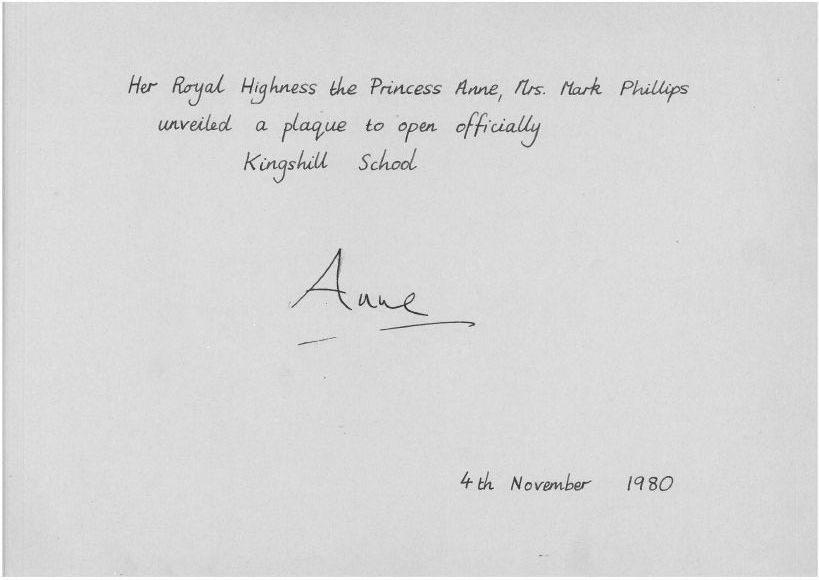 Her Royal Highness the Princess Anne, Mrs. Mark Phillips
unveiled a plaque to open officially
Kingshill School
Anne
4th November 1980